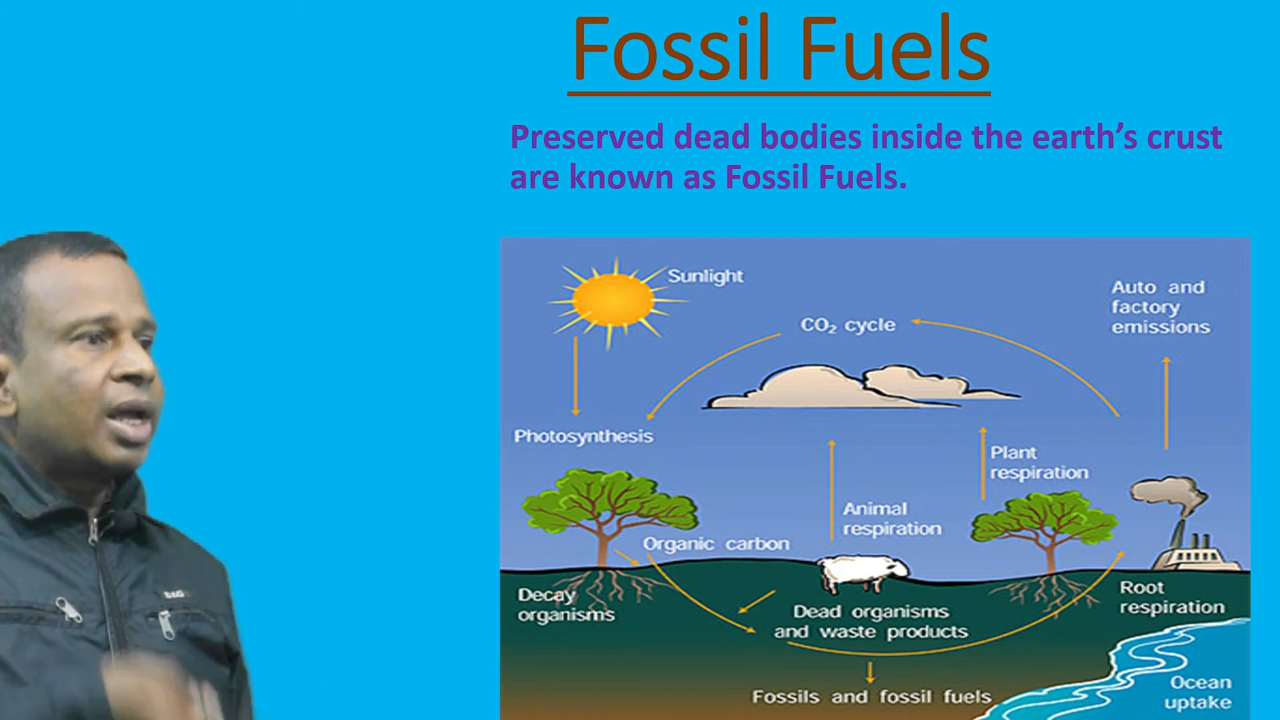 Fossil Fuels
Preserved dead bodies inside the earth’s crust
are known as Fossil Fuels.
Sunlight
CO₂ cycle
Auto and
factory
emissions
Photosynthesis
Plant
respiration
Animal
respiration
Organic carbon
Decay
organisms
Dead organisms
and waste products
Root
respiration
Fossils and fossil fuels
Ocean
uptake